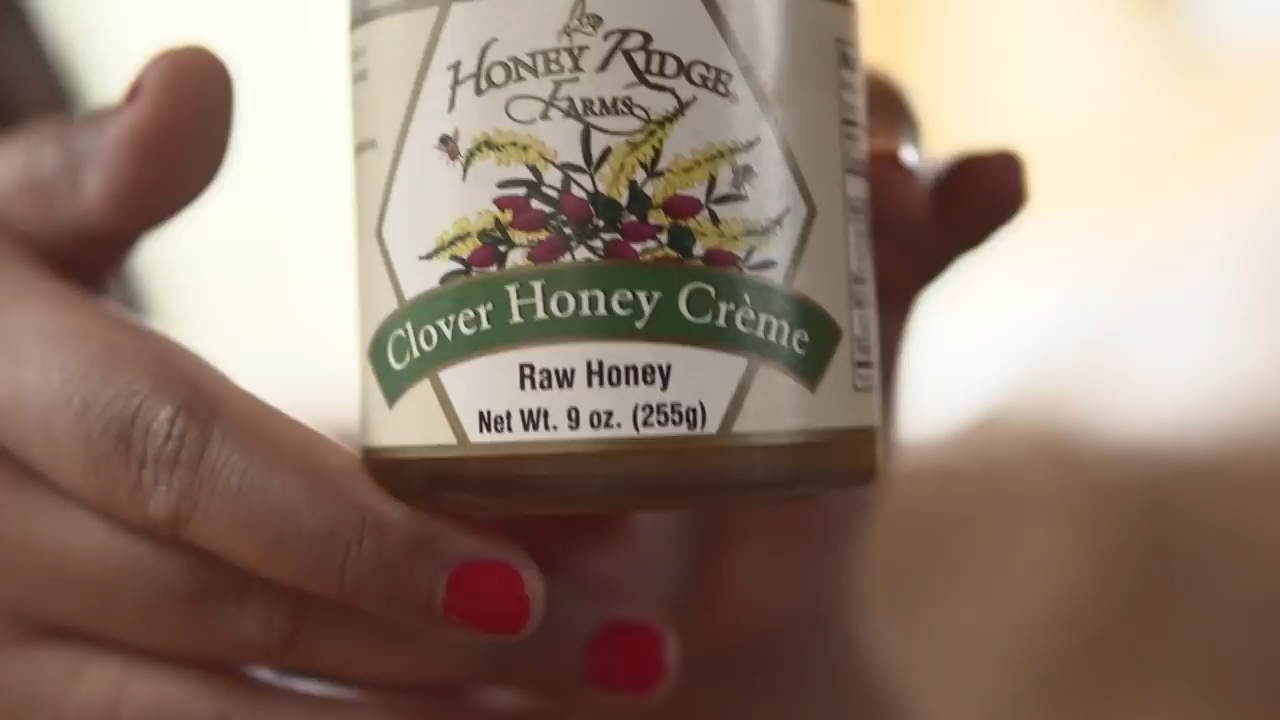 HONEY RIDGE
FARMS
Clover Honey Crème
Raw Honey
Net Wt. 9 oz. (255g)